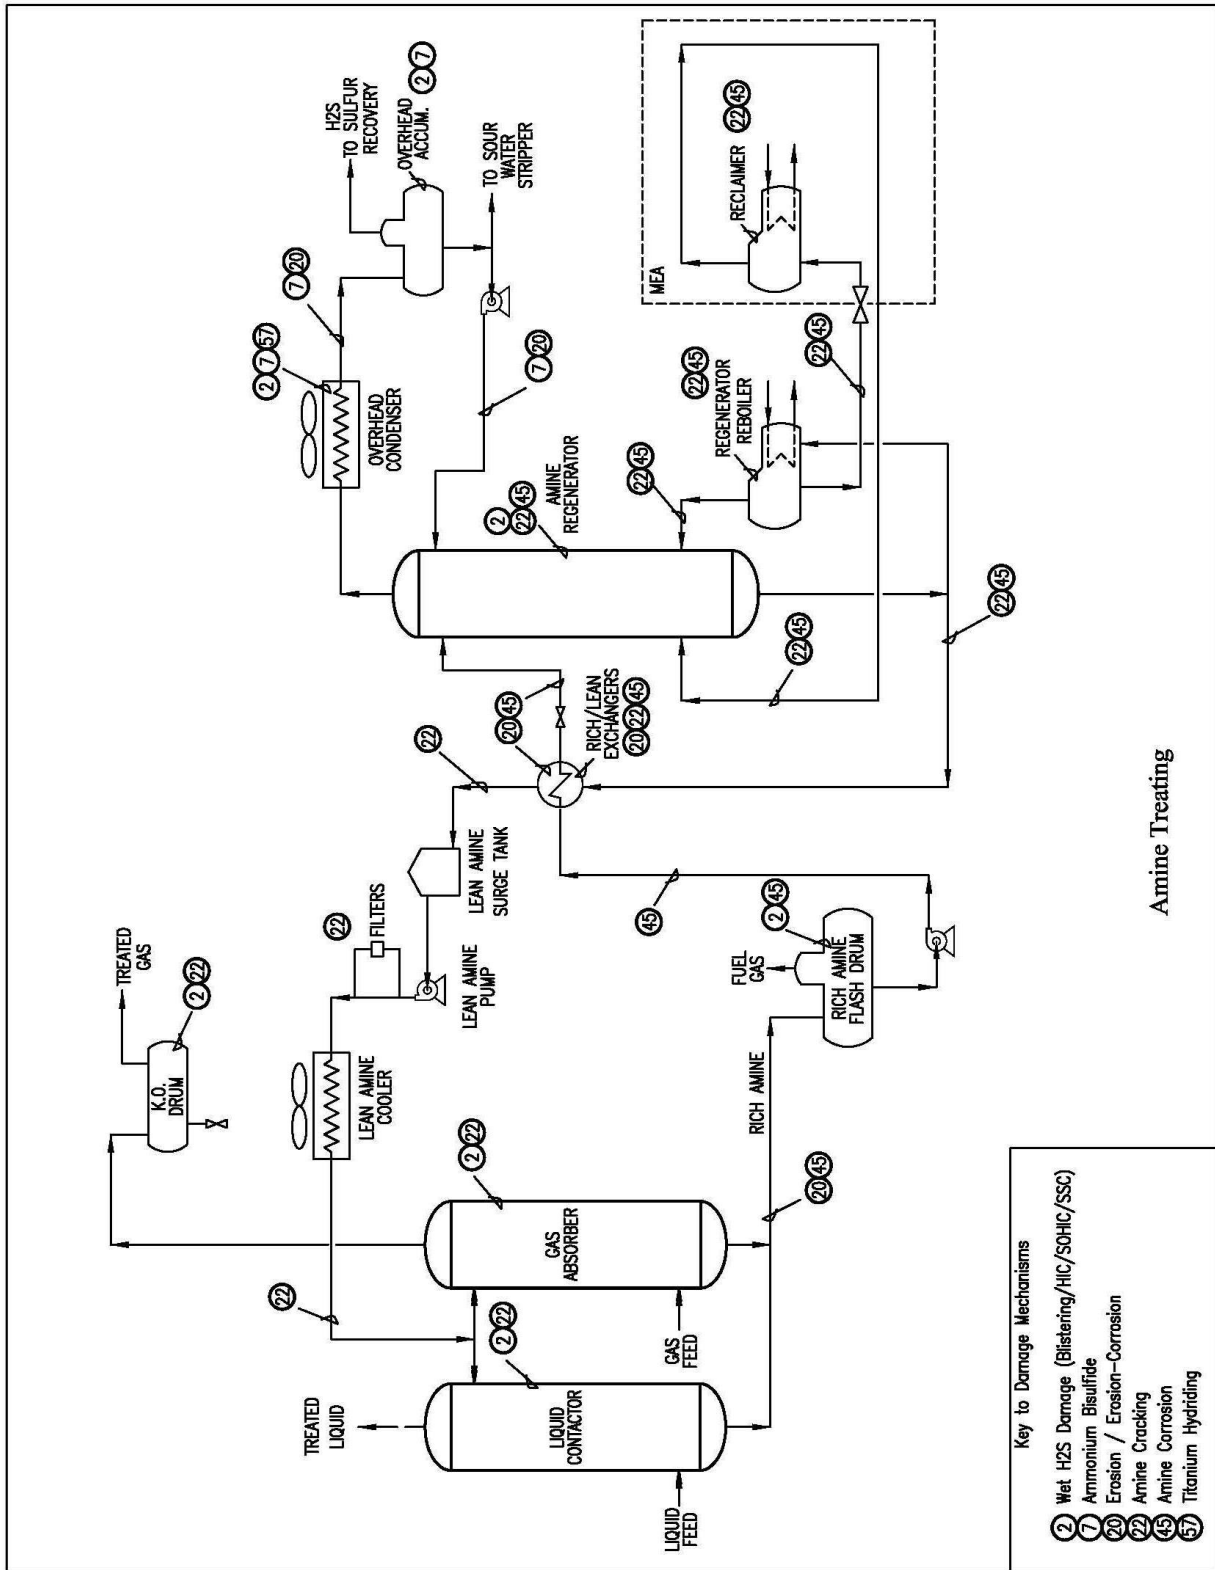 TREATED
GAS
K.O.
DRUM
2 22
TREATED
LIQUID
LIQUID
CONTACTOR
2 22
LIQUID
FEED
GAS
ABSORBER
2 22
GAS
FEED
22
LEAN AMINE
COOLER
22
FILTERS
LEAN AMINE
PUMP
LEAN AMINE
SURGE TANK
22
20 45
RICH AMINE
FUEL
GAS
RICH AMINE
FLASH DRUM
2 45
45
20 45
RICH/LEAN
EXCHANGERS
20 22 45
2
22 45
AMINE
REGENERATOR
OVERHEAD
CONDENSER
2 7 57
7 20
H2S
TO SULFUR
RECOVERY
OVERHEAD
ACCUM.
2 7
TO SOUR
WATER
STRIPPER
7 20
22 45
REGENERATOR
REBOILER
22 45
22 45
22 45
22 45
MEA
RECLAIMER
22 45
Key to Damage Mechanisms
2 Wet H2S Damage (Blistering/HIC/SOHIC/SSC)
7 Ammonium Bisulfide
20 Erosion / Erosion-Corrosion
22 Amine Cracking
45 Amine Corrosion
57 Titanium Hydriding
Amine Treating